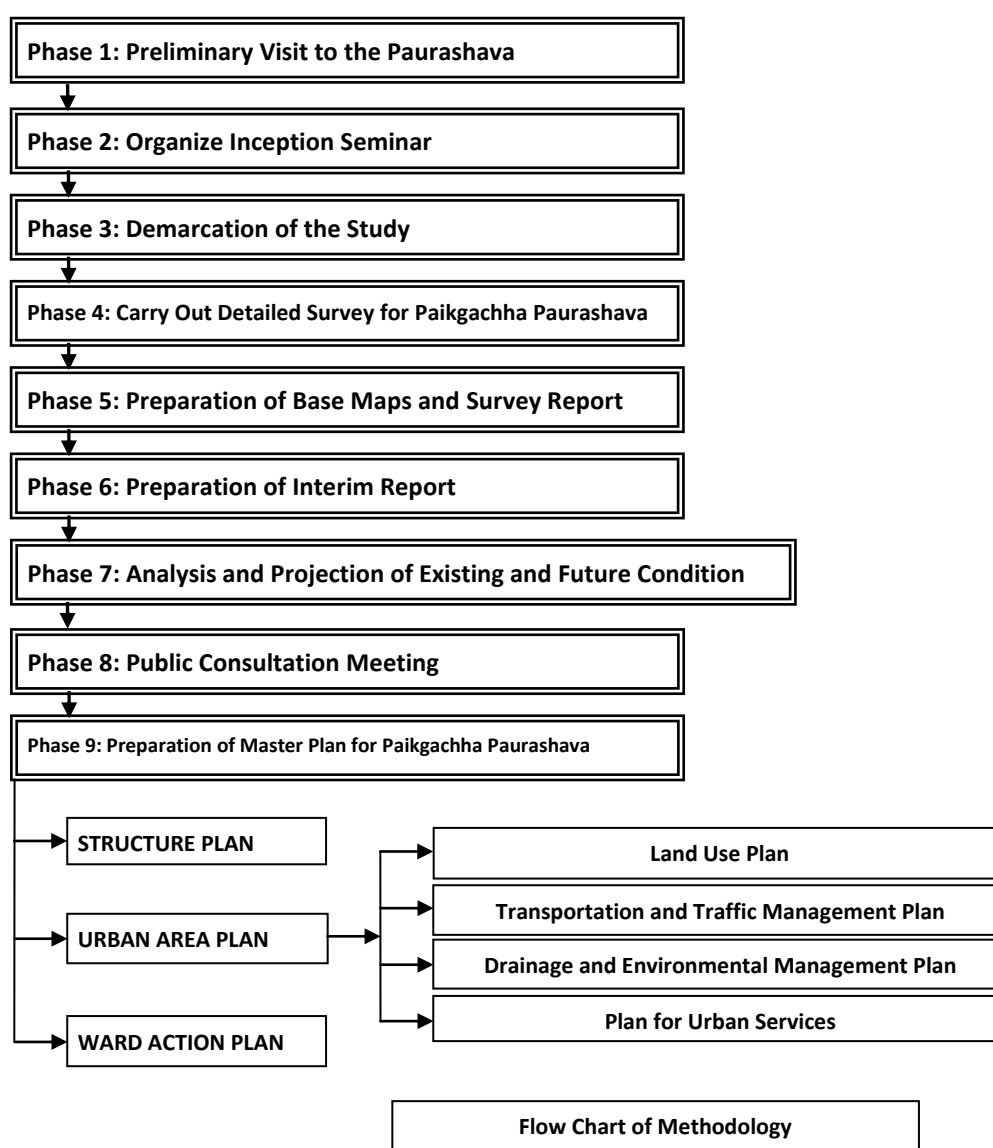 Phase 1: Preliminary Visit to the Paurashava
Phase 2: Organize Inception Seminar
Phase 3: Demarcation of the Study
Phase 4: Carry Out Detailed Survey for Paikgachha Paurashava
Phase 5: Preparation of Base Maps and Survey Report
Phase 6: Preparation of Interim Report
Phase 7: Analysis and Projection of Existing and Future Condition
Phase 8: Public Consultation Meeting
Phase 9: Preparation of Master Plan for Paikgachha Paurashava
STRUCTURE PLAN
URBAN AREA PLAN
WARD ACTION PLAN
Land Use Plan
Transportation and Traffic Management Plan
Drainage and Environmental Management Plan
Plan for Urban Services
Flow Chart of Methodology